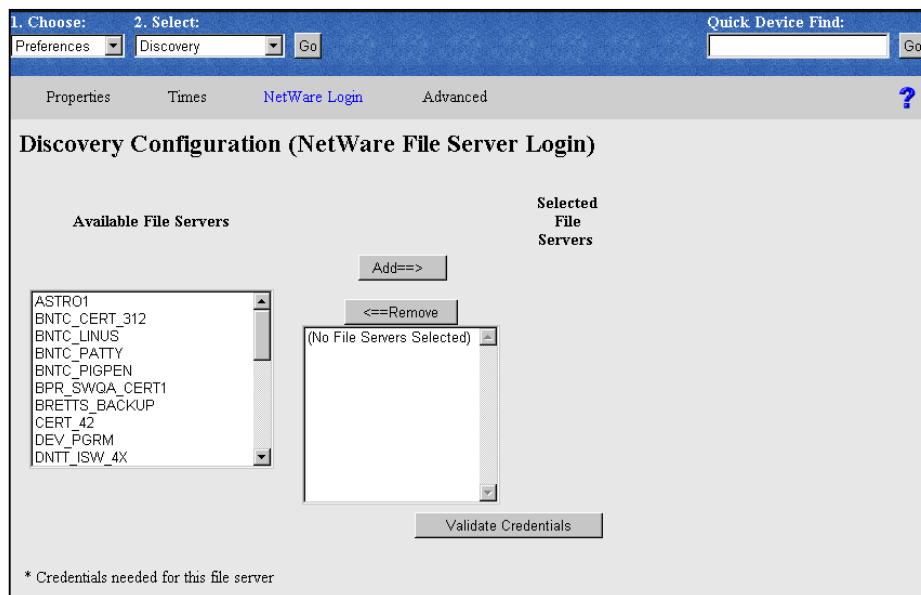 1. Choose: 2. Select: Quick Device Find:
Preferences Discovery Go Go
Properties Times NetWare Login Advanced ?
Discovery Configuration (NetWare File Server Login)
Available File Servers
Selected
File
Servers
Add==>
<==Remove
ASTRO1
BNTC_CERT_312
BNTC_LINUS
BNTC_PATTY
BNTC_PIGPEN
BPR_SWQA_CERT1
BRETTS_BACKUP
CERT_42
DEV_PGRM
DNTT_ISW_4X
(No File Servers Selected)
Validate Credentials
* Credentials needed for this file server